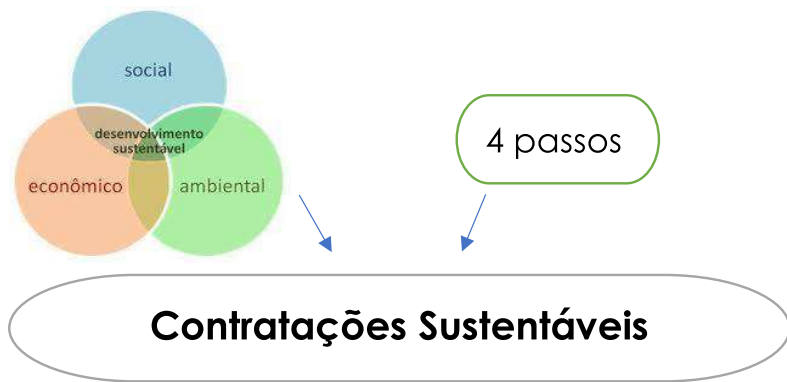 social
desenvolvimento
sustentável
econômico
ambiental
4 passos
Contratações Sustentáveis